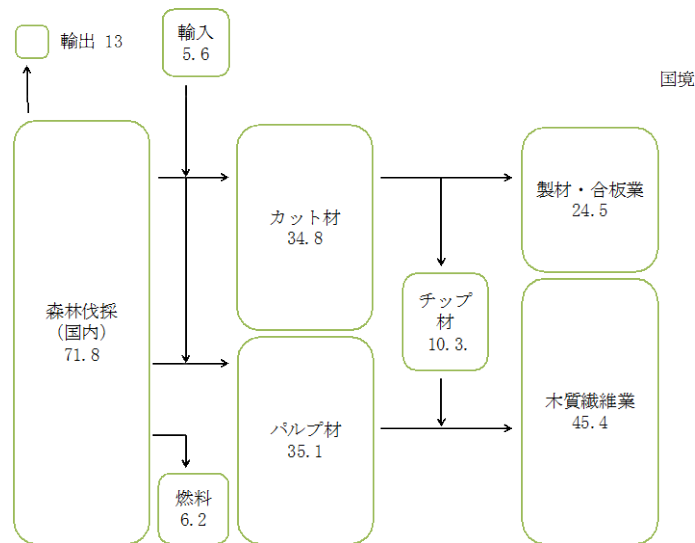 輸出 13
輸入
5.6
国境
カット材
34.8
製材・合板業
24.5
森林伐採
（国内）
71.8
チップ
材
10.3.
パルプ材
35.1
木質繊維業
45.4
燃料
6.2